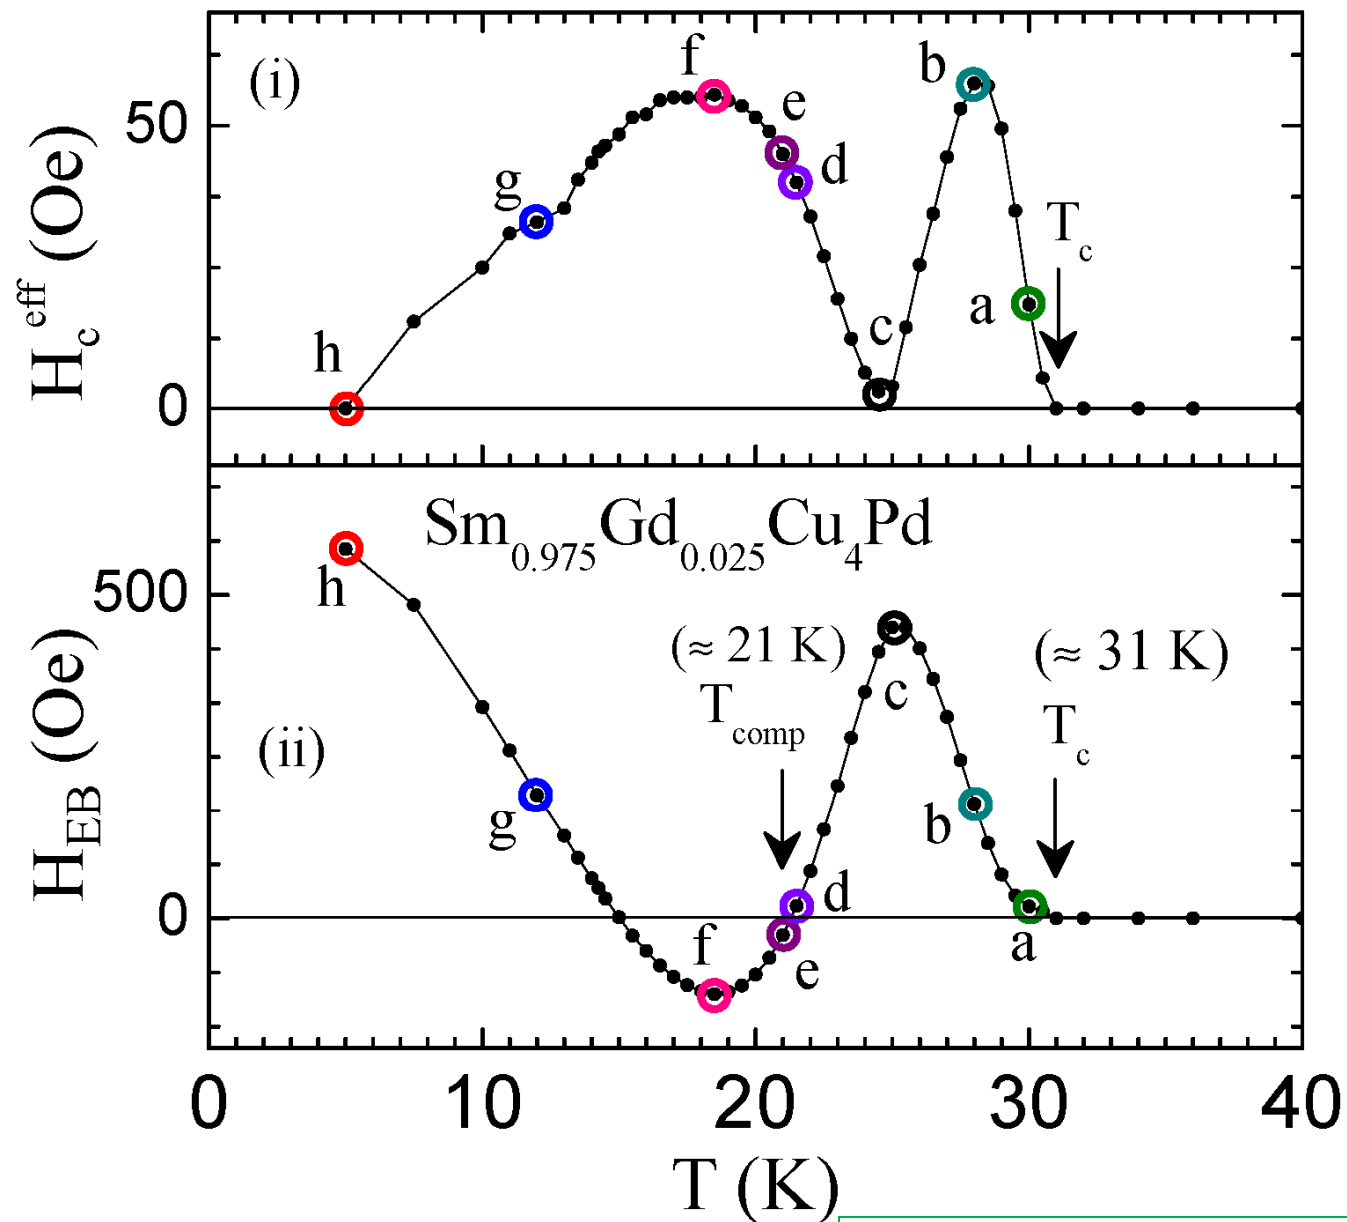 (i)
f
b
e
d
g
c
a
h
T_c
50
0
H_c^eff (Oe)
Sm_0.975Gd_0.025Cu_4Pd
h
500
(≈ 21 K)
T_comp
(≈ 31 K)
T_c
c
(ii)
g
b
d
a
f
e
0
H_EB (Oe)
0 10 20 30 40
T (K)